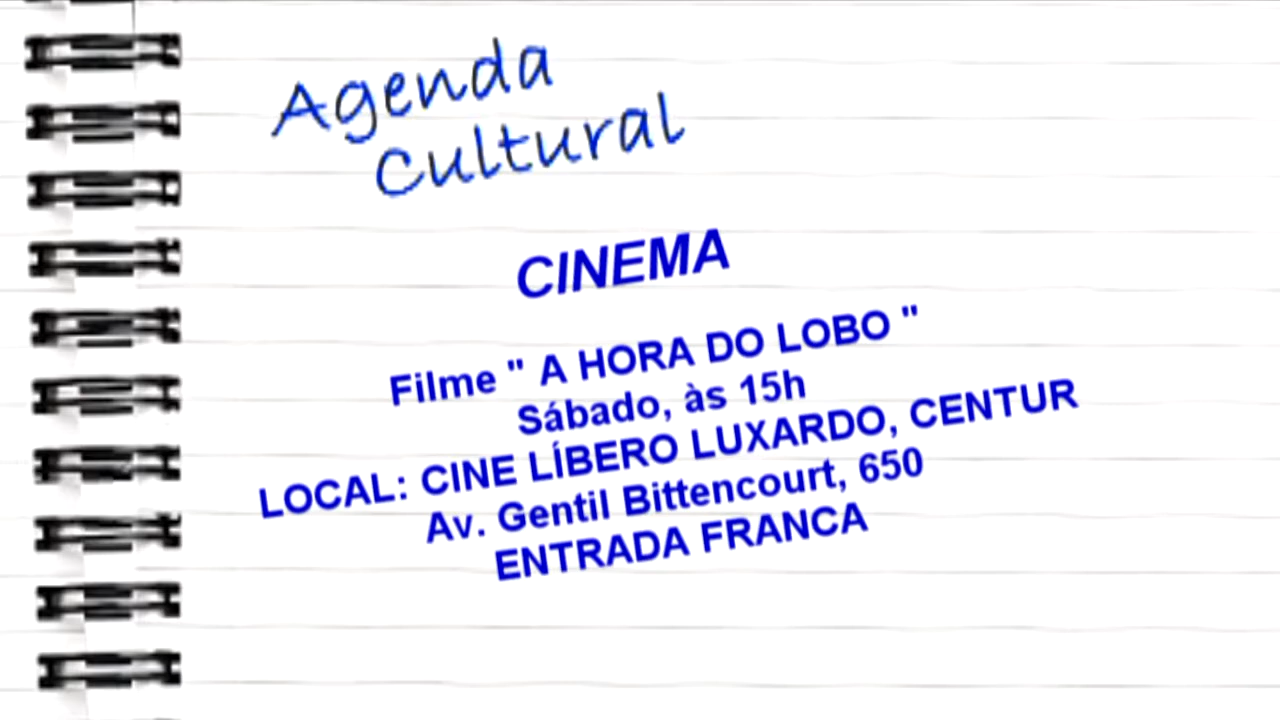 Agenda
Cultural
CINEMA
Filme " A HORA DO LOBO "
Sábado, às 15h
LOCAL: CINE LÍBERO LUXARDO, CENTUR
Av. Gentil Bittencourt, 650
ENTRADA FRANCA